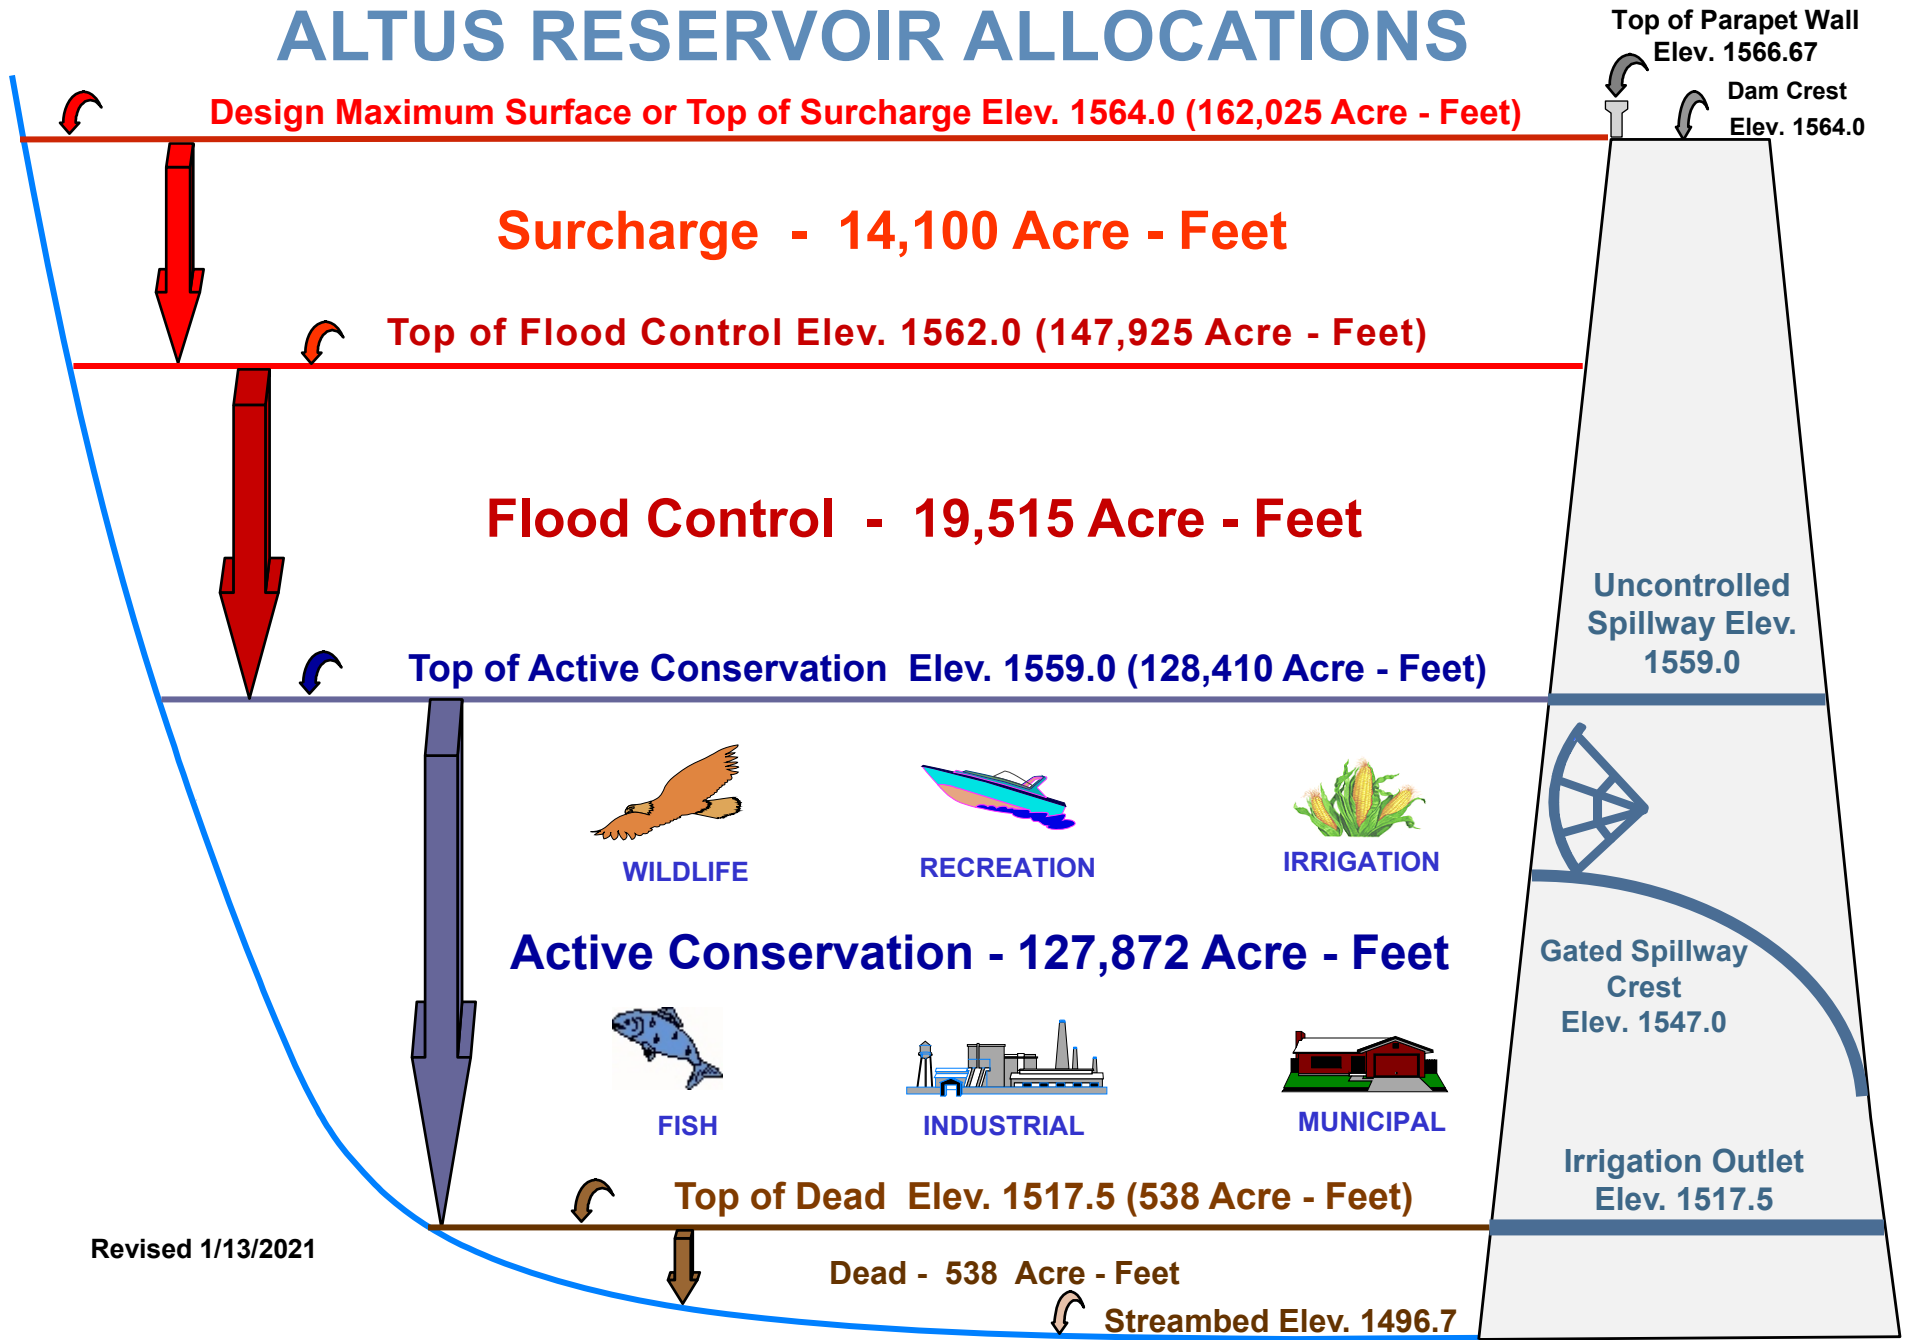 ALTUS RESERVOIR ALLOCATIONS
Top of Parapet Wall
Elev. 1566.67
Dam Crest
Elev. 1564.0
Design Maximum Surface or Top of Surcharge Elev. 1564.0 (162,025 Acre - Feet)
Surcharge - 14,100 Acre - Feet
Top of Flood Control Elev. 1562.0 (147,925 Acre - Feet)
Flood Control - 19,515 Acre - Feet
Uncontrolled
Spillway Elev.
1559.0
Top of Active Conservation Elev. 1559.0 (128,410 Acre - Feet)
WILDLIFE
RECREATION
IRRIGATION
Active Conservation - 127,872 Acre - Feet
Gated Spillway
Crest
Elev. 1547.0
FISH
INDUSTRIAL
MUNICIPAL
Irrigation Outlet
Elev. 1517.5
Top of Dead Elev. 1517.5 (538 Acre - Feet)
Revised 1/13/2021
Dead - 538 Acre - Feet
Streambed Elev. 1496.7